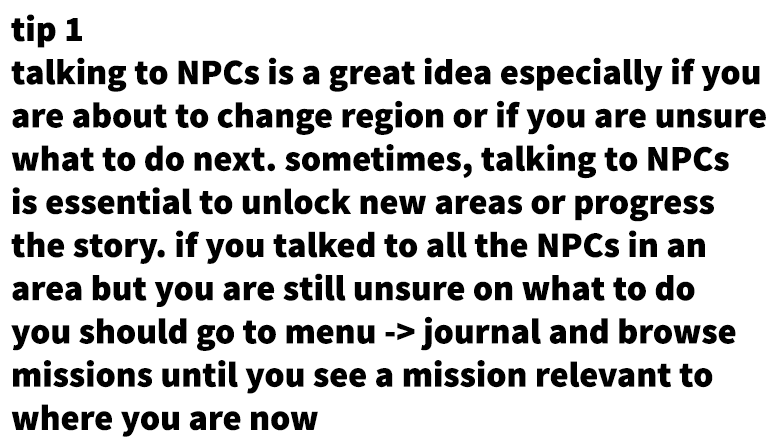 tip 1
talking to NPCs is a great idea especially if you
are about to change region or if you are unsure
what to do next. sometimes, talking to NPCs
is essential to unlock new areas or progress
the story. if you talked to all the NPCs in an
area but you are still unsure on what to do
you should go to menu -> journal and browse
missions until you see a mission relevant to
where you are now